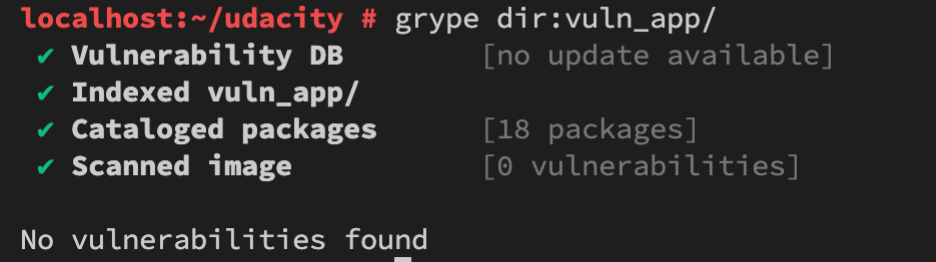 localhost:~/udacity # grype dir:vuln_app/
✔ Vulnerability DB [no update available]
✔ Indexed vuln_app/
✔ Cataloged packages [18 packages]
✔ Scanned image [0 vulnerabilities]
No vulnerabilities found